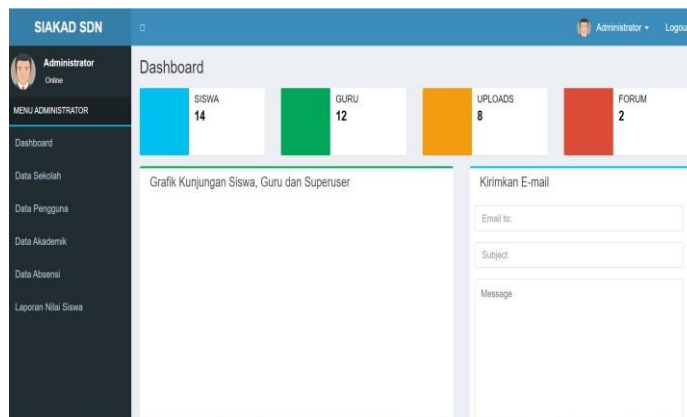 SIAKAD SDN
Administrator
Logou
Administrator
Online
MENU ADMINISTRATOR
Dashboard
Data Sekolah
Data Pengguna
Data Akademik
Data Absensi
Laporan Nilai Siswa
Dashboard
SISWA
14
GURU
12
UPLOADS
8
FORUM
2
Grafik Kunjungan Siswa, Guru dan Superuser
Kirimkan E-mail
Email to:
Subject
Message